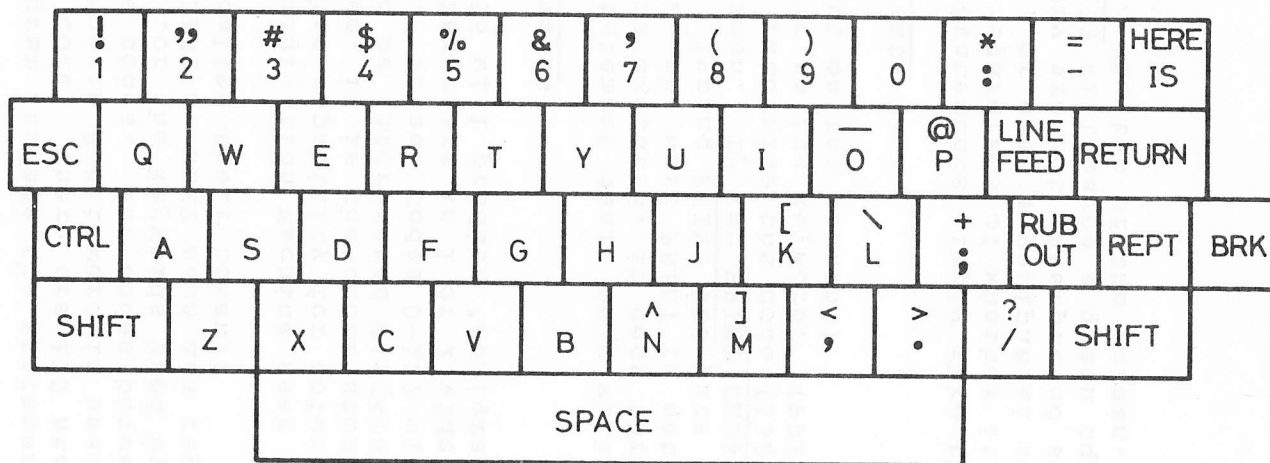 ! " # $ % & ' ( ) * = HERE
1 2 3 4 5 6 7 8 9 0 : - IS
— @ LINE
ESC Q W E R T Y U I O P FEED RETURN
[ \ + RUB
CTRL A S D F G H J K L ; OUT REPT BRK
^ ] < > ?
SHIFT Z X C V B N M , . / SHIFT
SPACE